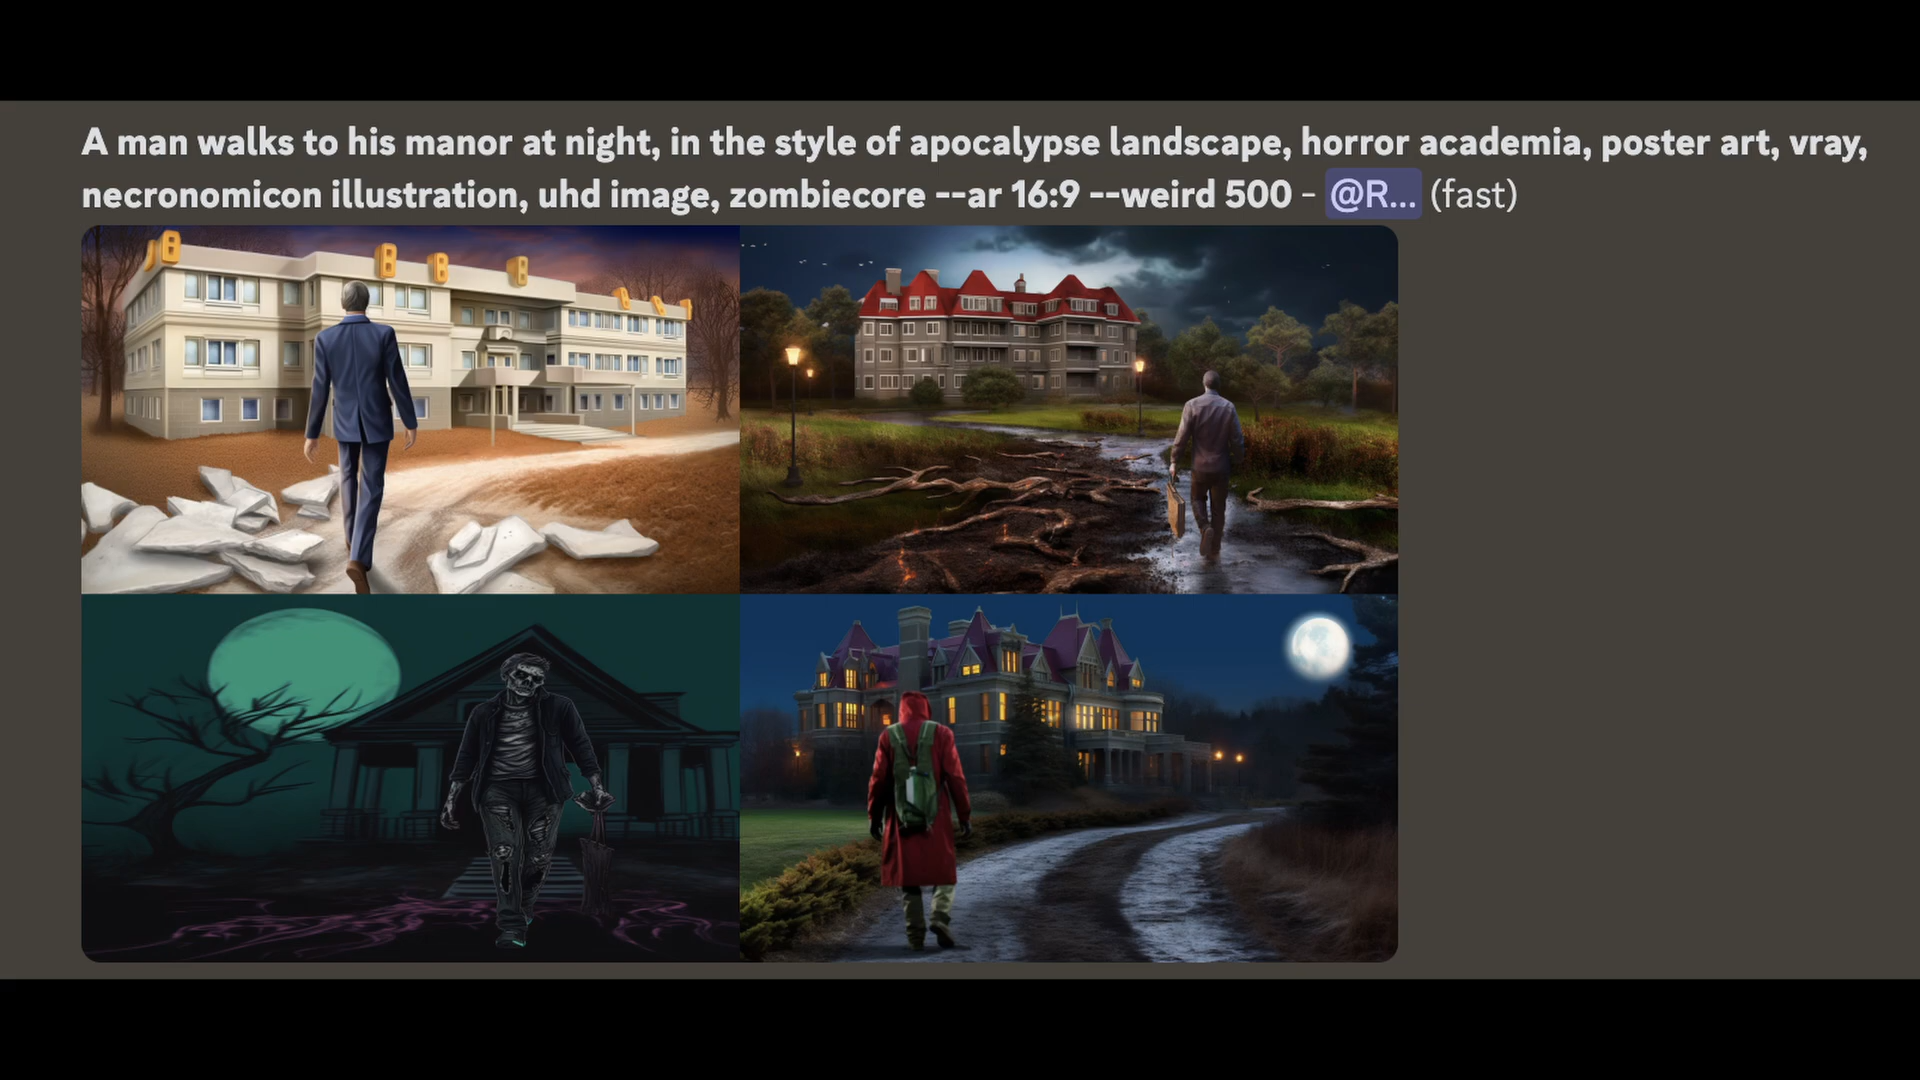 A man walks to his manor at night, in the style of apocalypse landscape, horror academia, poster art, vray,
necronomicon illustration, uhd image, zombiecore --ar 16:9 --weird 500 - @R... (fast)
B B B B